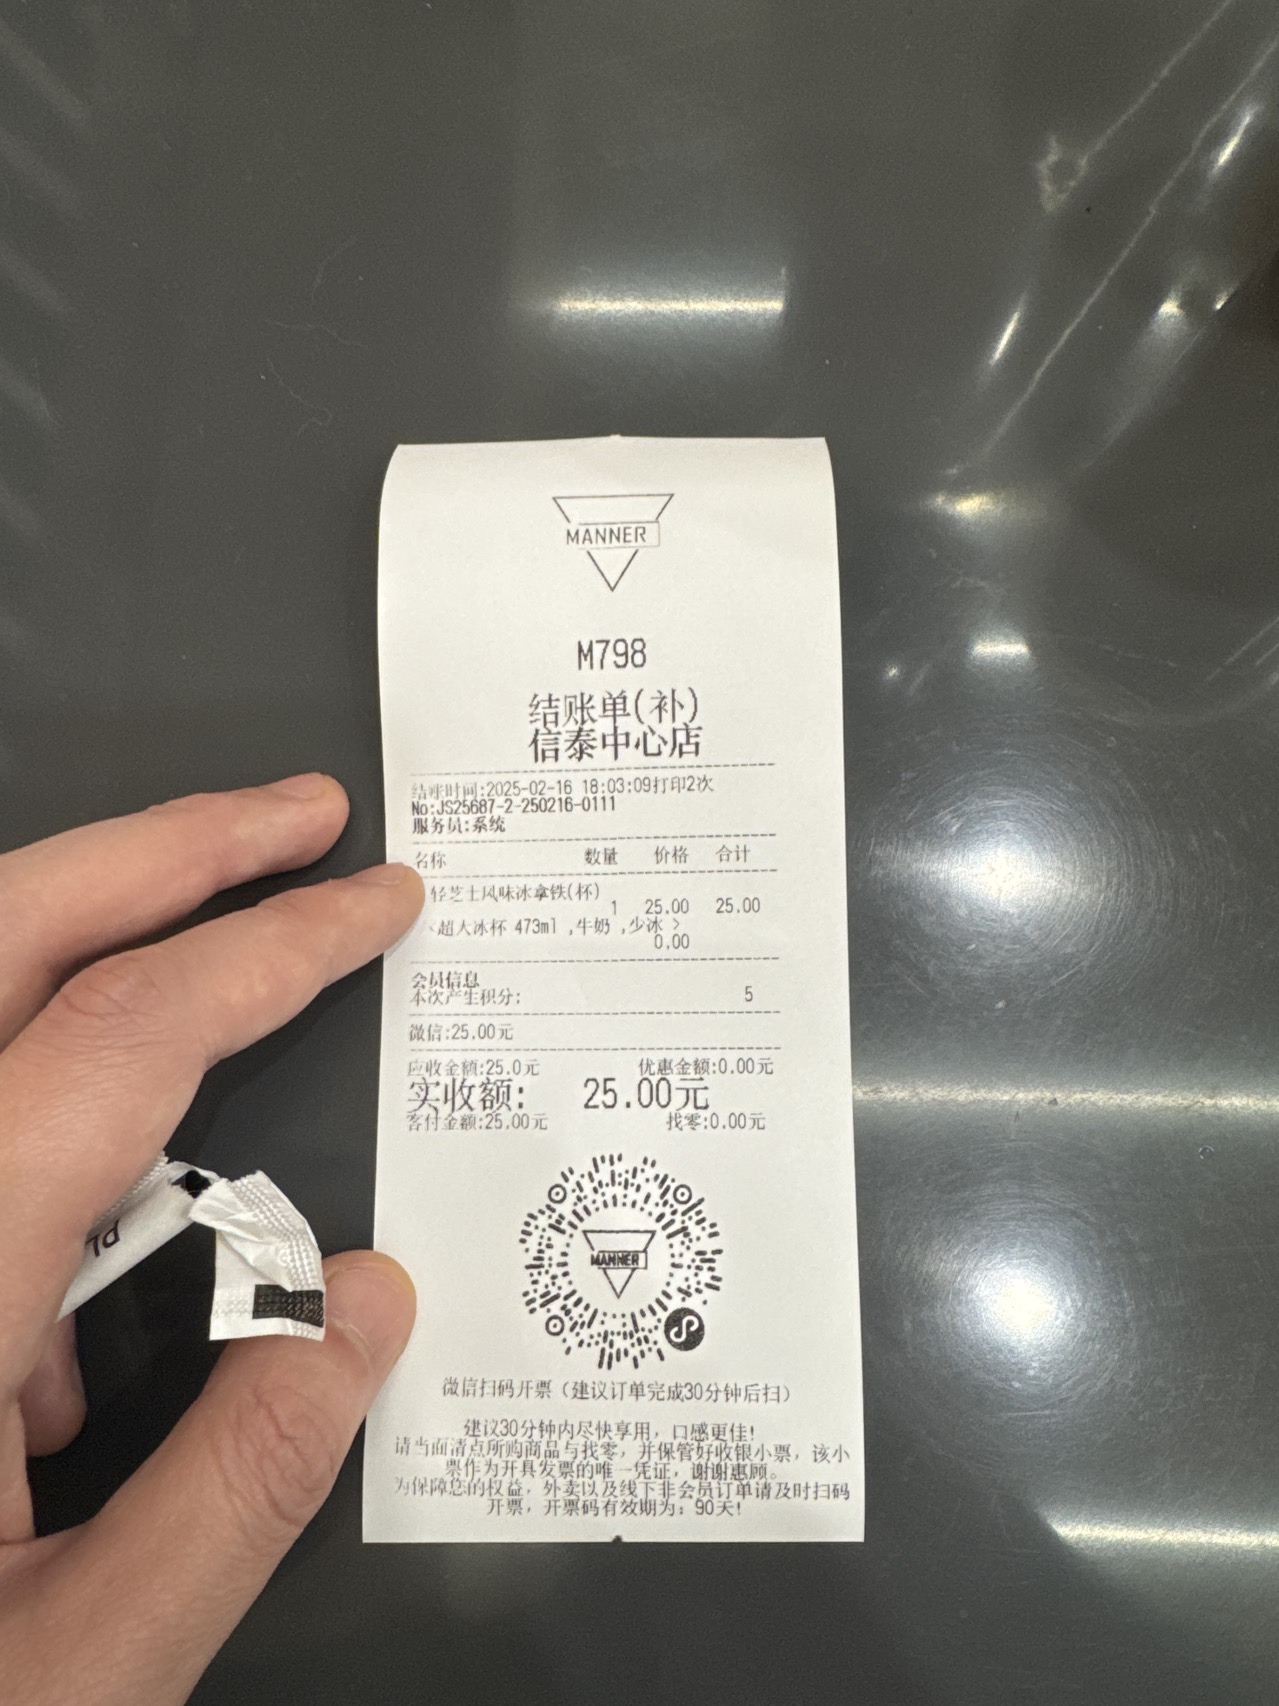 MANNER
M798
结账单(补)
信泰中心店
结账时间:2025-02-16 18:03:09打印2次
No:JS25687-2-250216-0111
服务员:系统
名称 数量 价格 合计
轻芝士风味冰拿铁(杯)
1 25.00 25.00
超大冰杯 473ml ,牛奶 ,少冰 >
0.00
会员信息
本次产生积分: 5
微信:25.00元
应收金额:25.0元 优惠金额:0.00元
实收额: 25.00元
客付金额:25.00元 找零:0.00元
MANNER
微信扫码开票（建议订单完成30分钟后扫）
建议30分钟内尽快享用，口感更佳!
请当面清点所购商品与找零，并保管好收银小票，该小
票作为开具发票的唯一凭证，谢谢惠顾。
为保障您的权益，外卖以及线下非会员订单请及时扫码
开票，开票码有效期为：90天!
PL